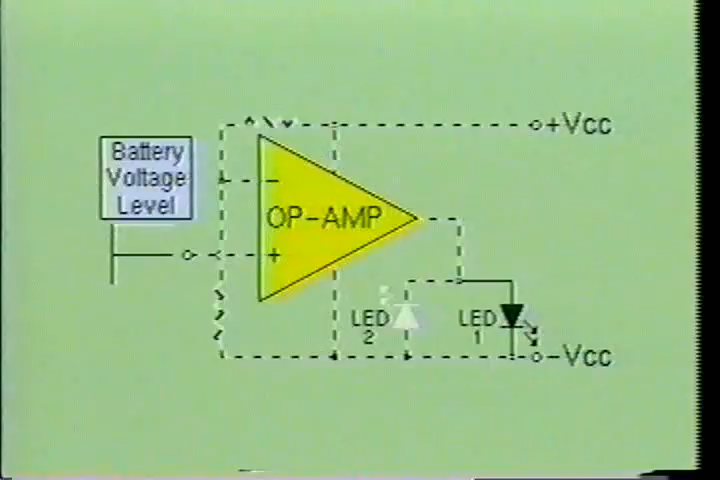 +Vcc
Battery
Voltage
Level
−
OP-AMP
+
LED
2
LED
1
−Vcc